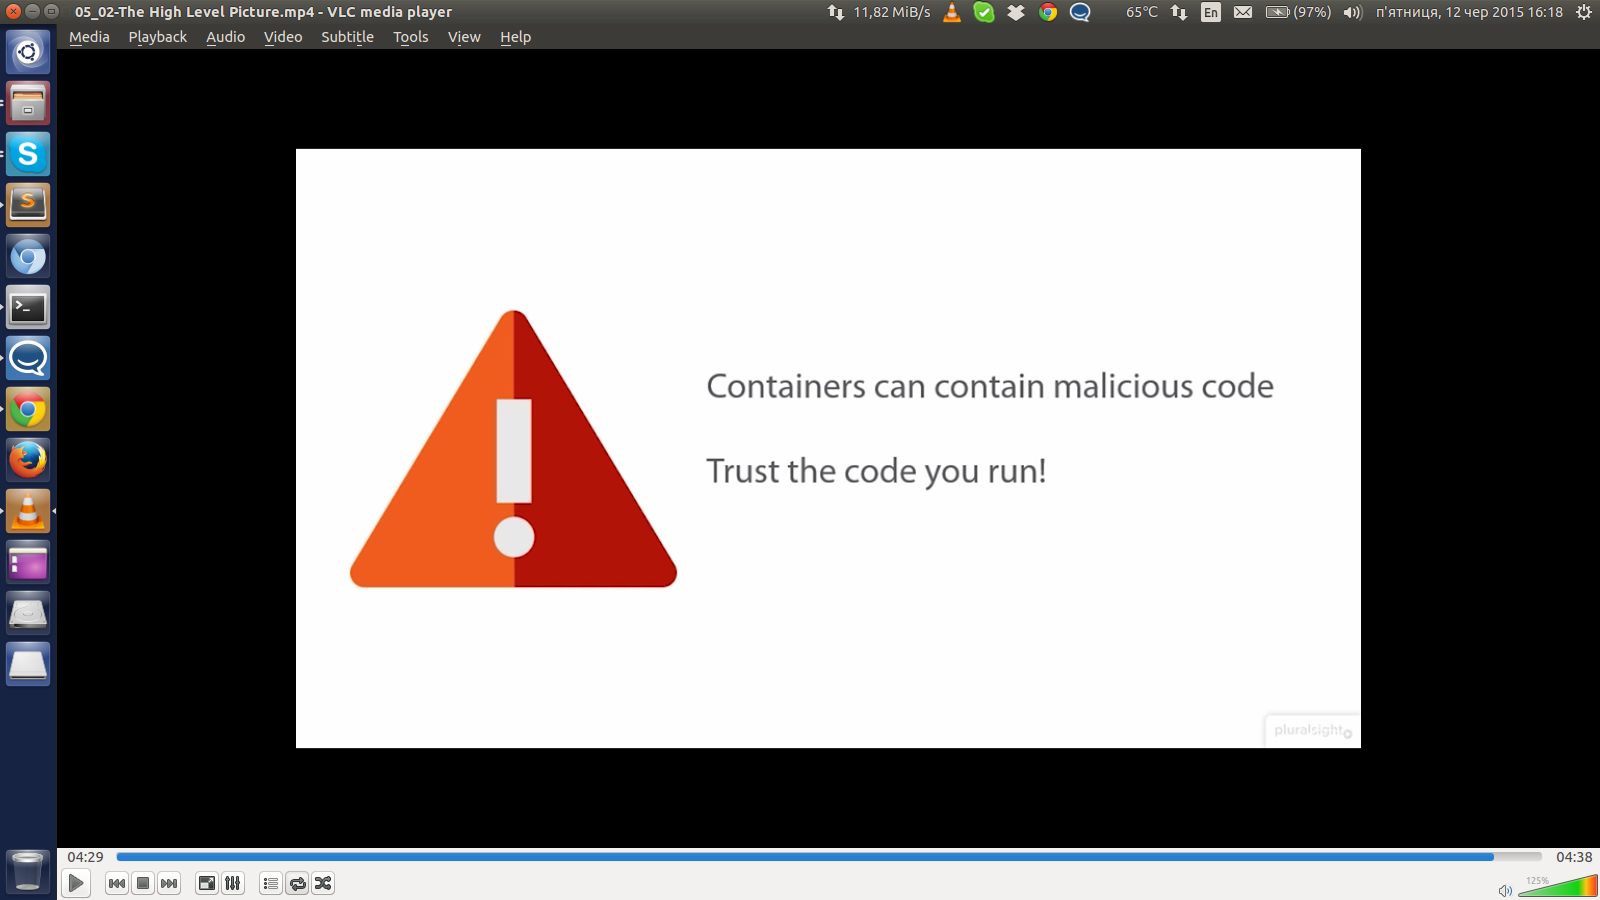 05_02-The High Level Picture.mp4 - VLC media player
11,82 MiB/s
65°C
En
(97%)
п'ятниця, 12 чер 2015 16:18
Media Playback Audio Video Subtitle Tools View Help
Containers can contain malicious code
Trust the code you run!
pluralsight
04:29
04:38
125%